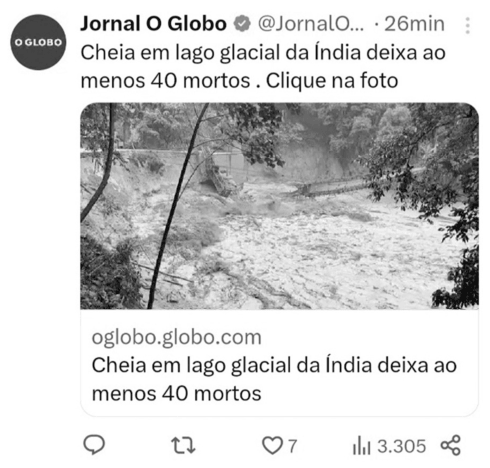 O GLOBO
Jornal O Globo @JornalO... · 26min
Cheia em lago glacial da Índia deixa ao
menos 40 mortos . Clique na foto
oglobo.globo.com
Cheia em lago glacial da Índia deixa ao
menos 40 mortos
7
3.305